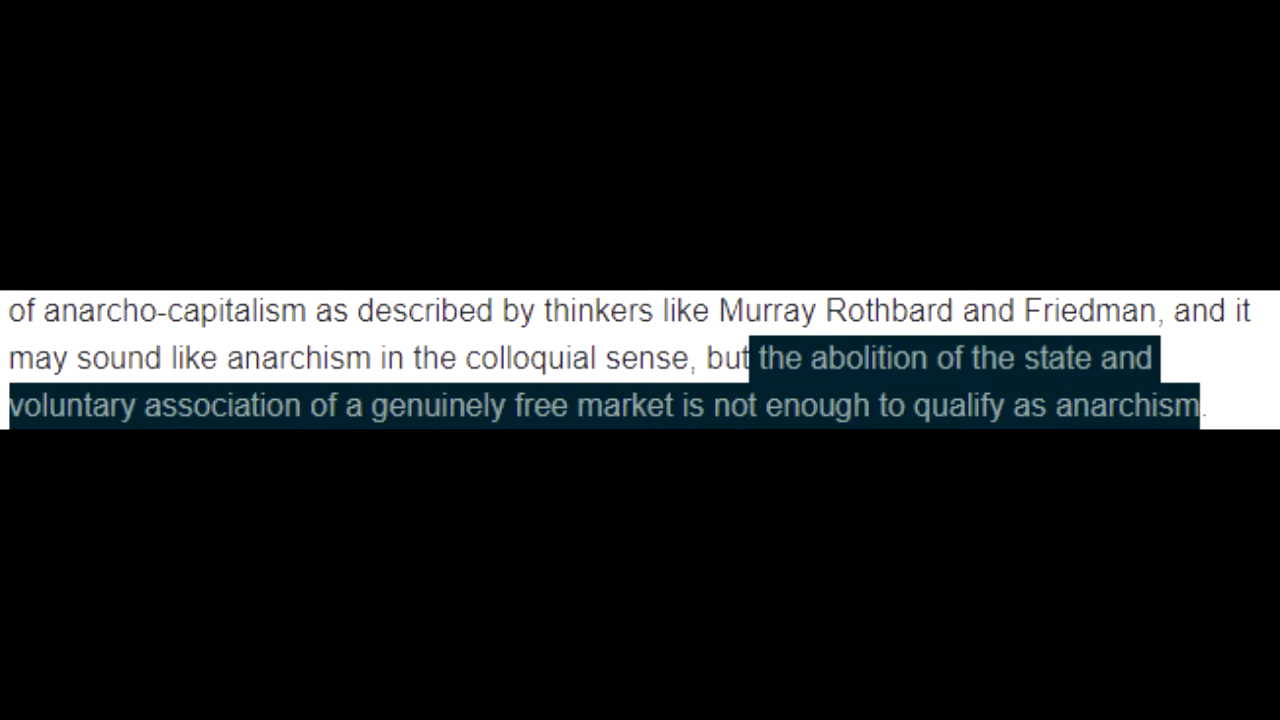 of anarcho-capitalism as described by thinkers like Murray Rothbard and Friedman, and it
may sound like anarchism in the colloquial sense, but the abolition of the state and
voluntary association of a genuinely free market is not enough to qualify as anarchism.